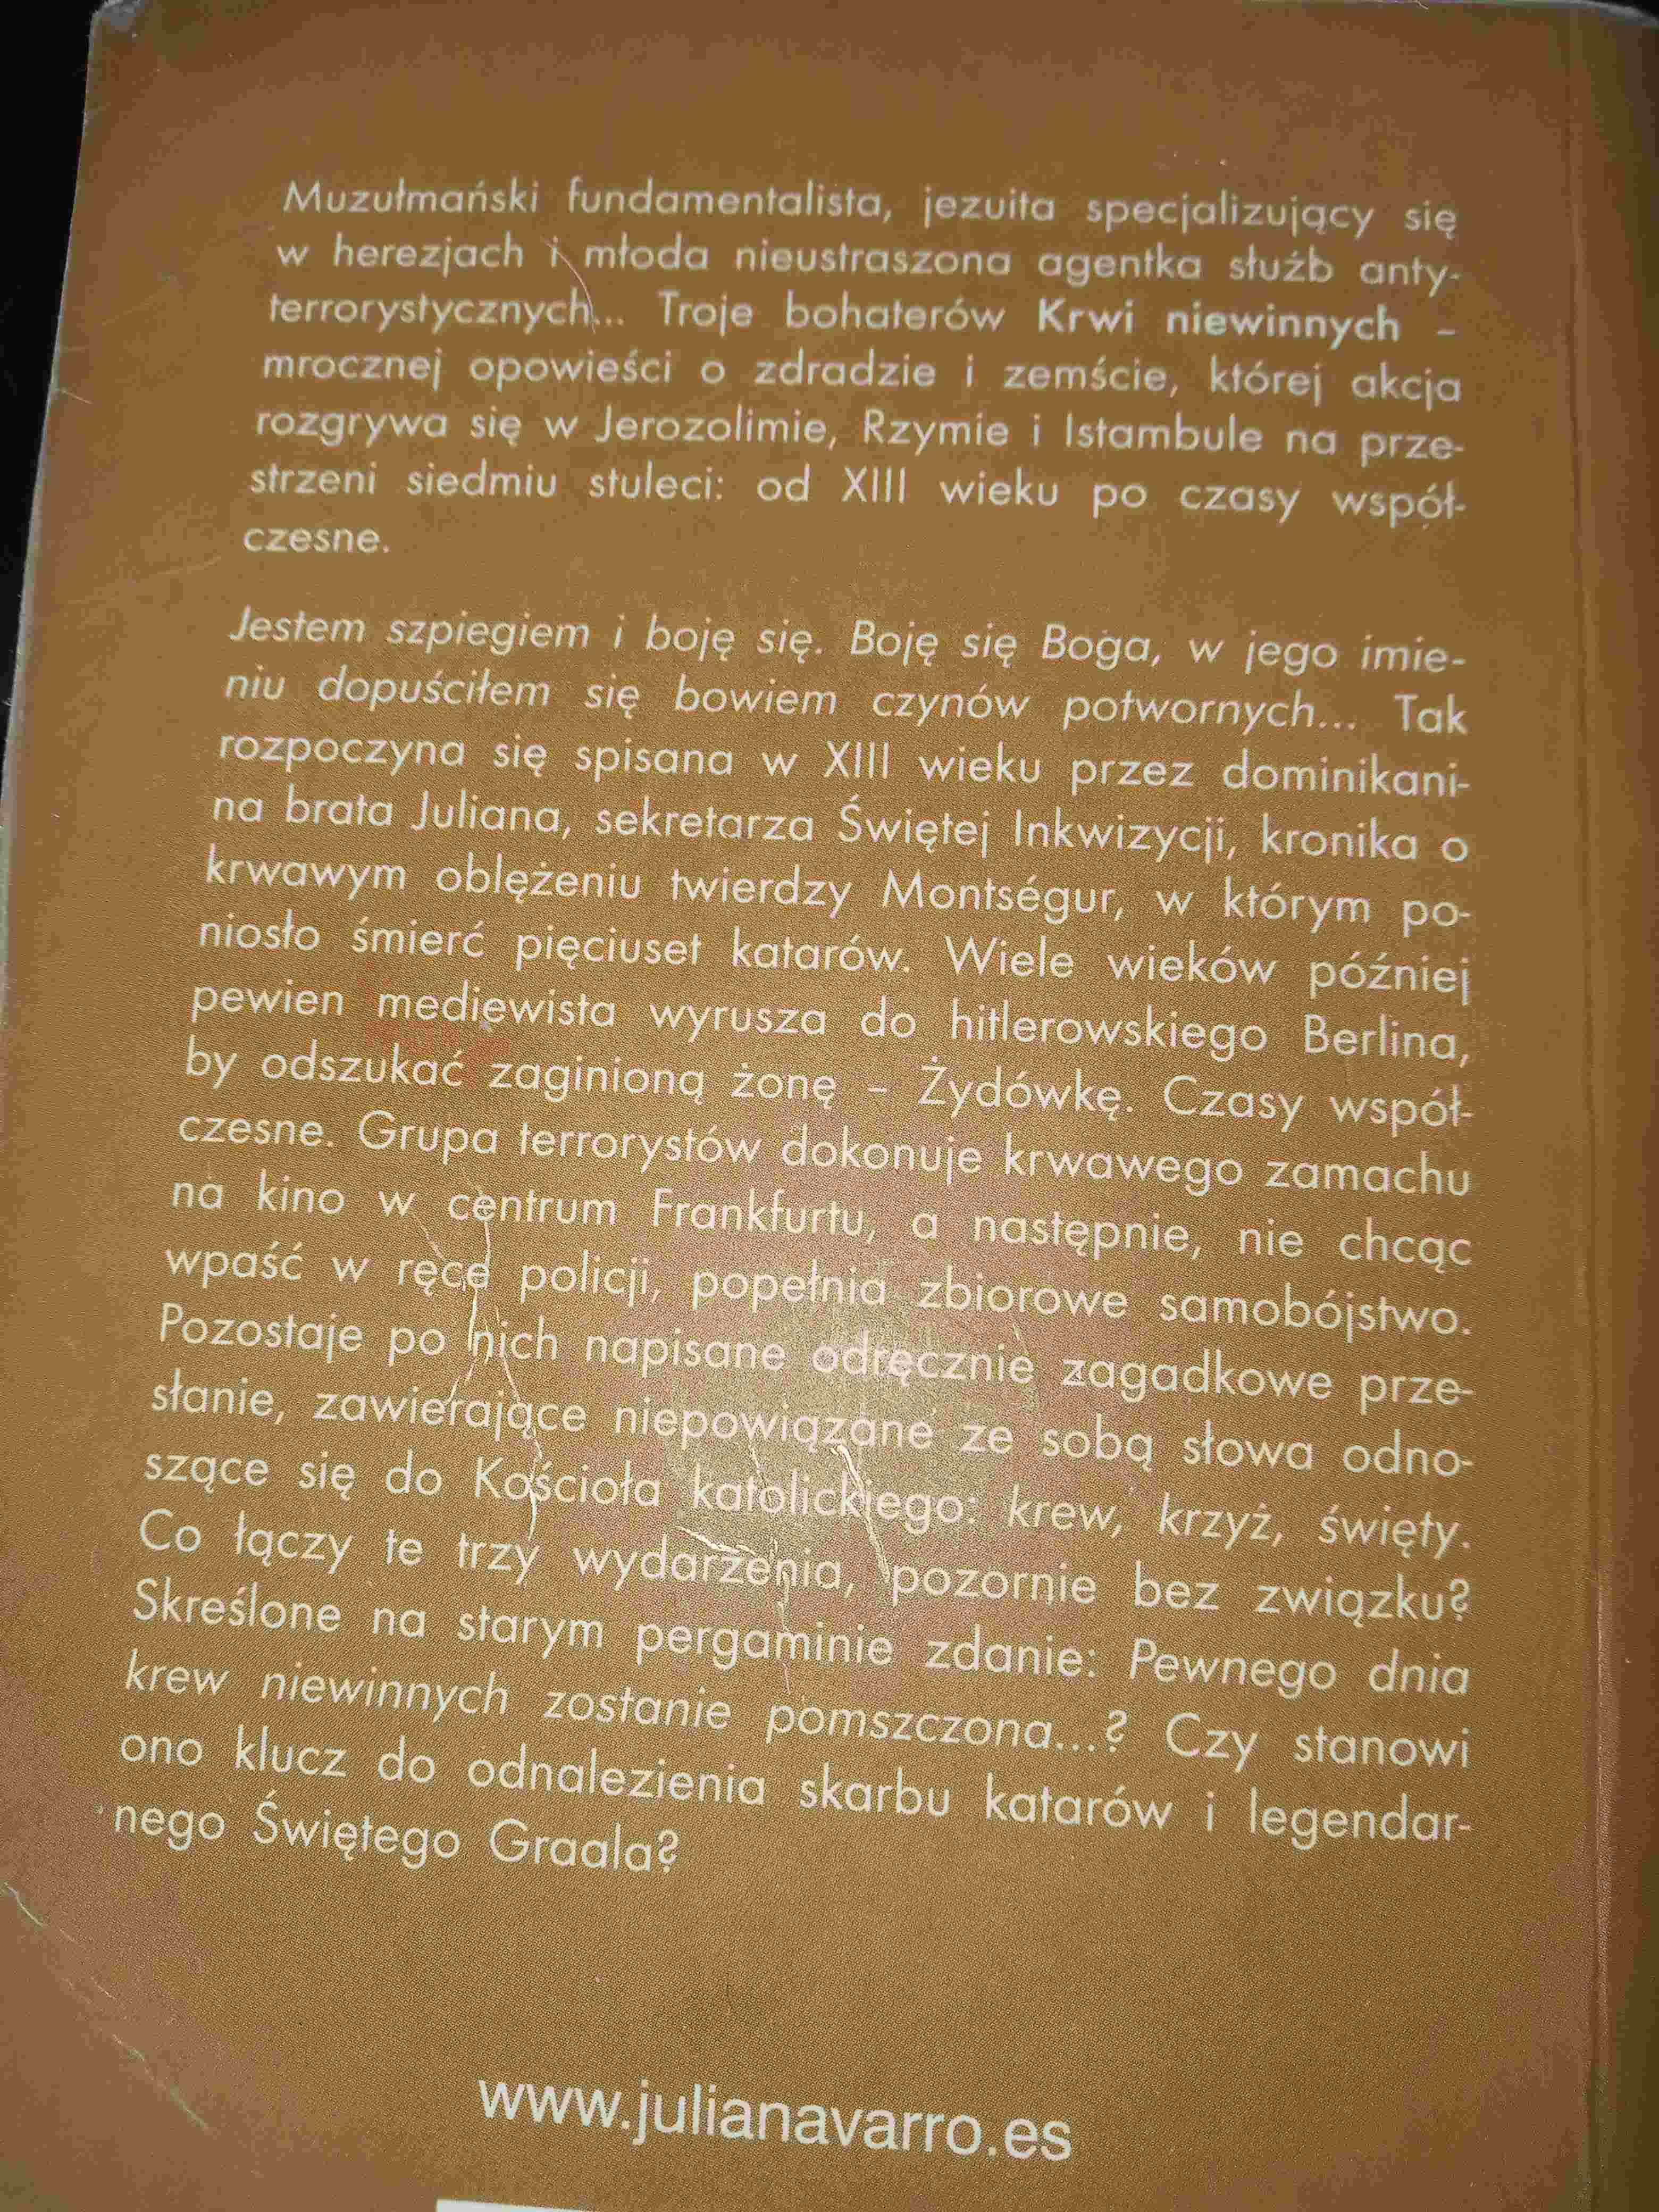 Muzułmański fundamentalista, jezuita specjalizujący się
w herezjach i młoda nieustraszona agentka służb anty-
terrorystycznych... Troje bohaterów Krwi niewinnych –
mrocznej opowieści o zdradzie i zemście, której akcja
rozgrywa się w Jerozolimie, Rzymie i Istambule na prze-
strzeni siedmiu stuleci: od XIII wieku po czasy współ-
czesne.
Jestem szpiegiem i boję się. Boję się Boga, w jego imie-
niu dopuściłem się bowiem czynów potwornych... Tak
rozpoczyna się spisana w XIII wieku przez dominikani-
na brata Juliana, sekretarza Świętej Inkwizycji, kronika o
krwawym oblężeniu twierdzy Montségur, w którym po-
niosło śmierć pięciuset katarów. Wiele wieków później
pewien mediewista wyrusza do hitlerowskiego Berlina,
by odszukać zaginioną żonę – Żydówkę. Czasy współ-
czesne. Grupa terrorystów dokonuje krwawego zamachu
na kino w centrum Frankfurtu, a następnie, nie chcąc
wpaść w ręce policji, popełnia zbiorowe samobójstwo.
Pozostaje po nich napisane odręcznie zagadkowe prze-
słanie, zawierające niepowiązane ze sobą słowa odno-
szące się do Kościoła katolickiego: krew, krzyż, święty.
Co łączy te trzy wydarzenia, pozornie bez związku?
Skreślone na starym pergaminie zdanie: Pewnego dnia
krew niewinnych zostanie pomszczona...? Czy stanowi
ono klucz do odnalezienia skarbu katarów i legendar-
nego Świętego Graala?
www.julianavarro.es